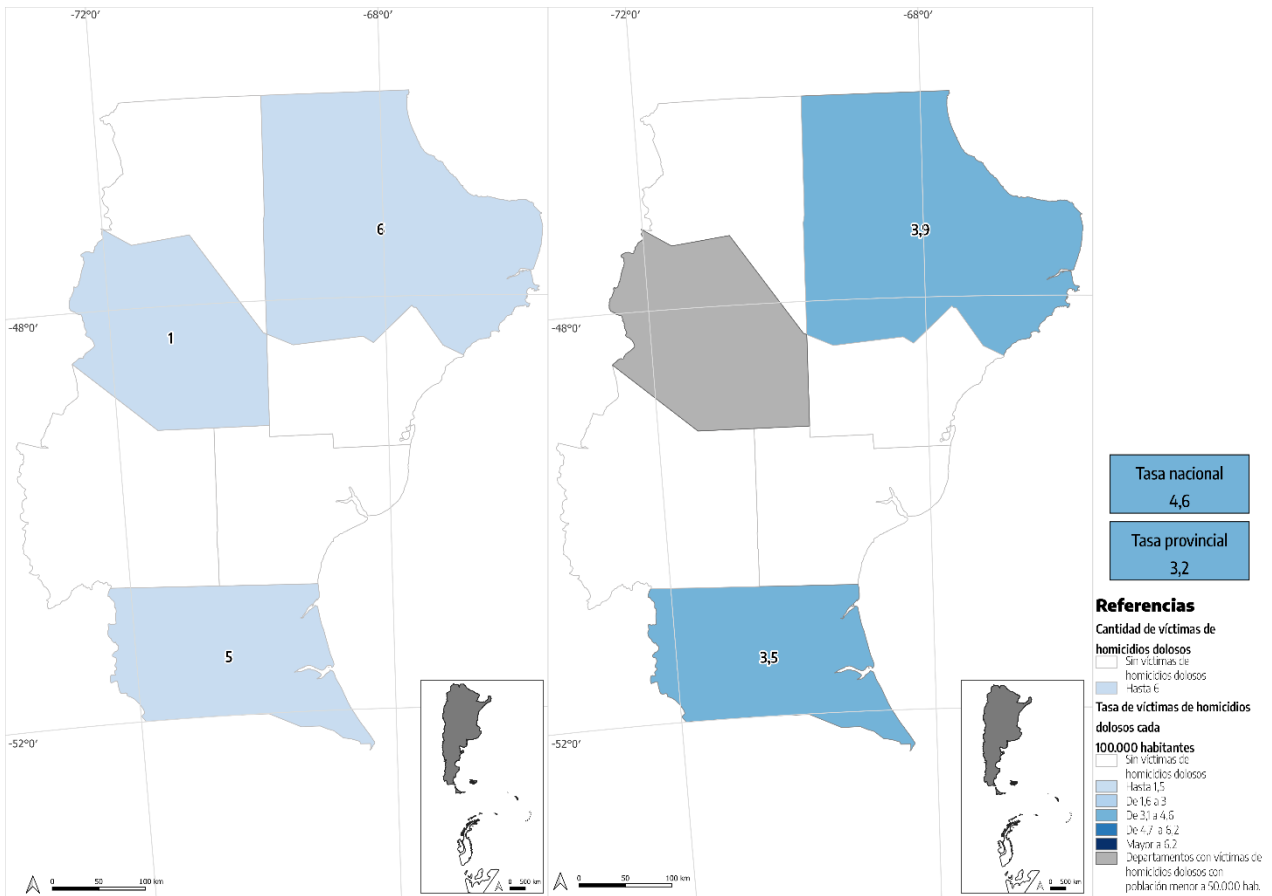 -72°0'
-68°0'
-72°0'
-68°0'
6
3,9
-48°0'
-48°0'
1
Tasa nacional
4,6
Tasa provincial
3,2
5
3,5
-52°0'
-52°0'
Referencias
Cantidad de víctimas de
homicidios dolosos
Sin víctimas de
homicidios dolosos
Hasta 6
Tasa de víctimas de homicidios
dolosos cada
100.000 habitantes
Sin víctimas de
homicidios dolosos
Hasta 1,5
De 1,6 a 3
De 3,1 a 4,6
De 4,7 a 6,2
Mayor a 6,2
Departamentos con víctimas de
homicidios dolosos con
población menor a 50.000 hab.
0 50 100 km
0 500 km
0 50 100 km
0 500 km